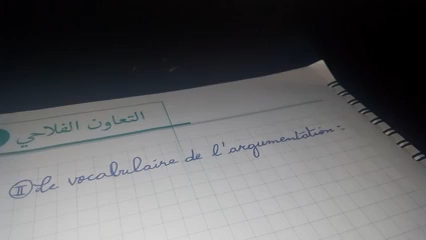 التعاون الفلاحي
II Le vocabulaire de l'argumentation :